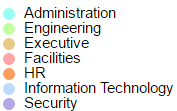 Administration
Engineering
Executive
Facilities
HR
Information Technology
Security